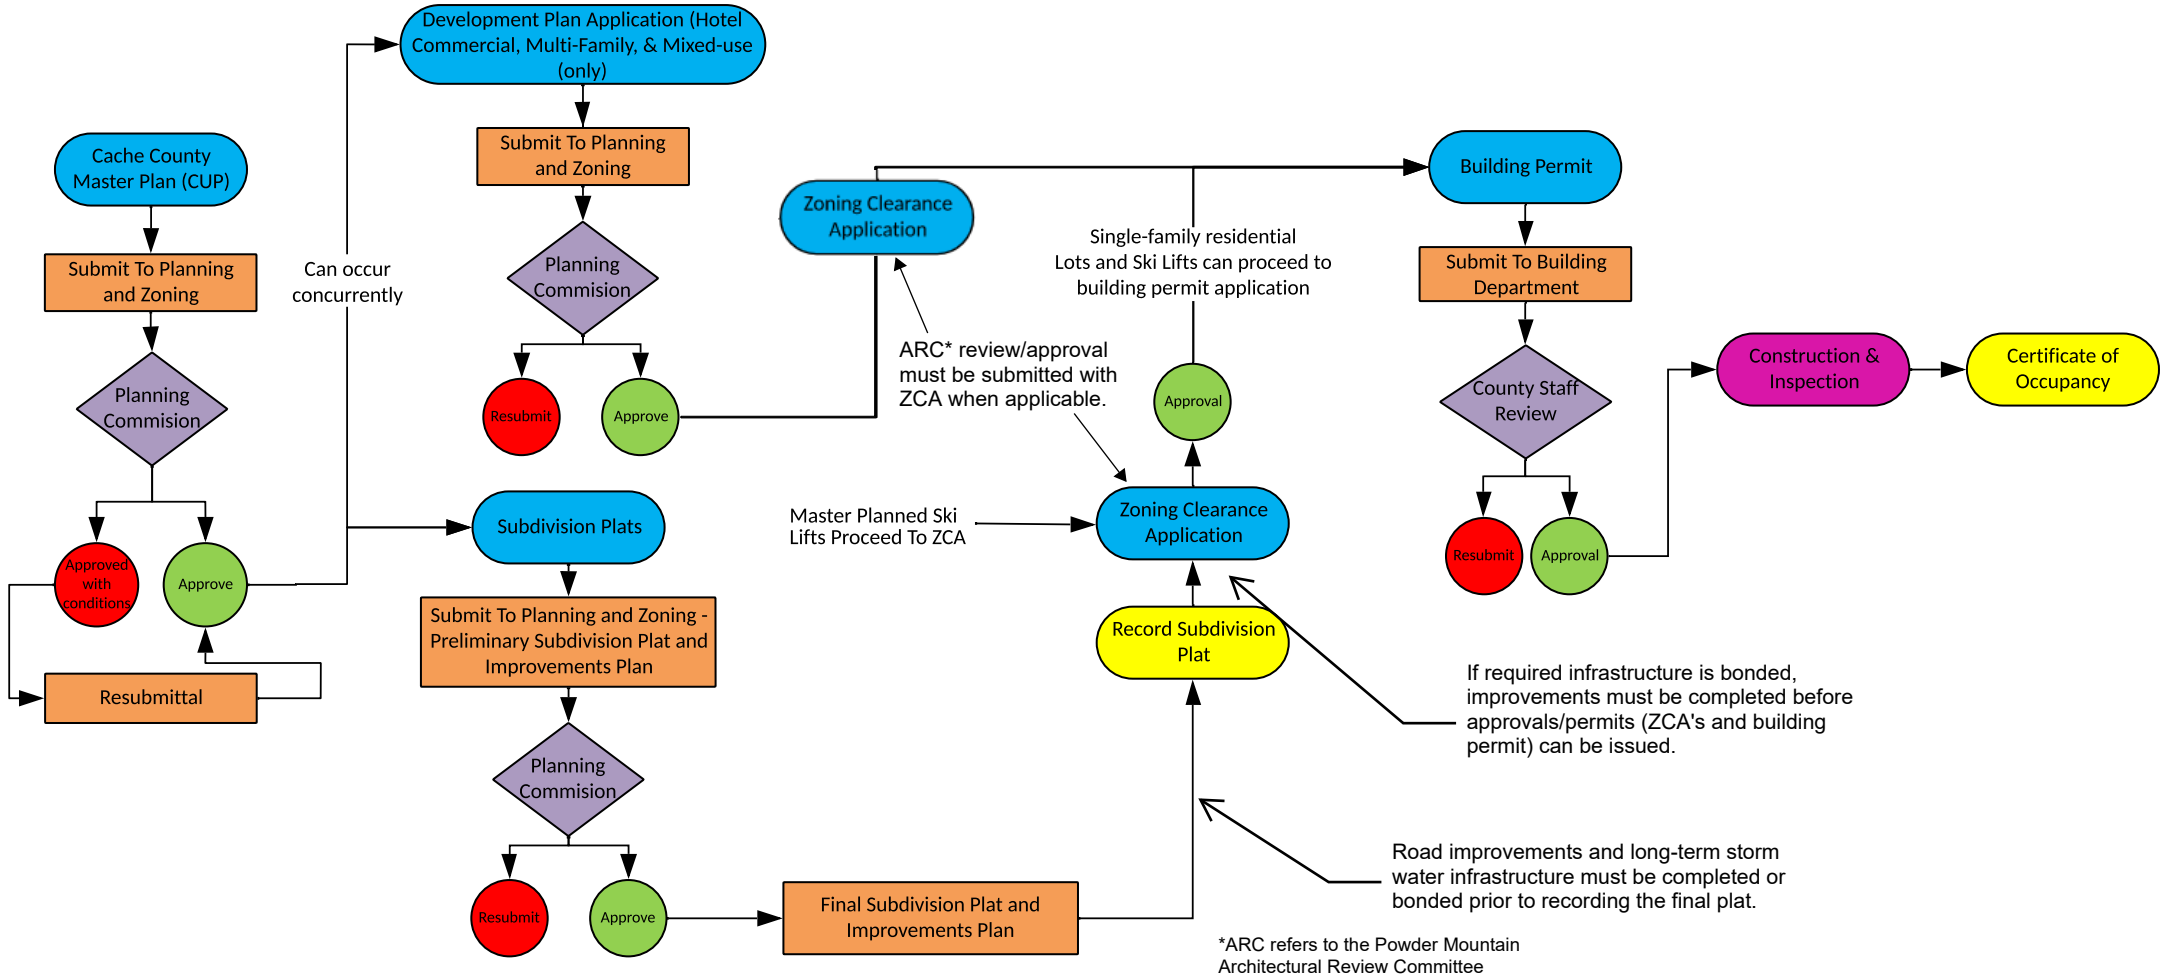 Development Plan Application (Hotel
Commercial, Multi-Family, & Mixed-use
(only)
Submit To Planning
and Zoning
Planning
Commision
Resubmit
Approve
Cache County
Master Plan (CUP)
Submit To Planning
and Zoning
Planning
Commision
Approved
with
conditions
Approve
Resubmittal
Can occur
concurrently
Subdivision Plats
Submit To Planning and Zoning -
Preliminary Subdivision Plat and
Improvements Plan
Planning
Commision
Resubmit
Approve
Final Subdivision Plat and
Improvements Plan
Zoning Clearance
Application
ARC* review/approval
must be submitted with
ZCA when applicable.
Master Planned Ski
Lifts Proceed To ZCA
Single-family residential
Lots and Ski Lifts can proceed to
building permit application
Approval
Zoning Clearance
Application
Record Subdivision
Plat
Building Permit
Submit To Building
Department
County Staff
Review
Resubmit
Approval
Construction &
Inspection
Certificate of
Occupancy
If required infrastructure is bonded,
improvements must be completed before
approvals/permits (ZCA's and building
permit) can be issued.
Road improvements and long-term storm
water infrastructure must be completed or
bonded prior to recording the final plat.
*ARC refers to the Powder Mountain
Architectural Review Committee